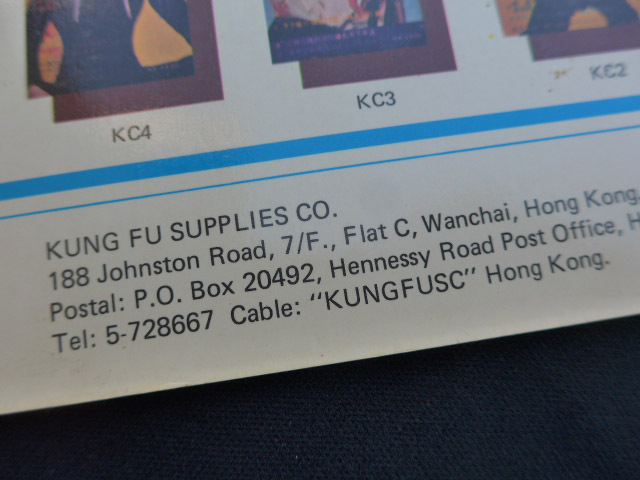 KC4 KC3 KC2
KUNG FU SUPPLIES CO.
188 Johnston Road, 7/F., Flat C, Wanchai, Hong Kong.
Postal: P.O. Box 20492, Hennessy Road Post Office, H
Tel: 5-728667 Cable: "KUNGFUSC" Hong Kong.